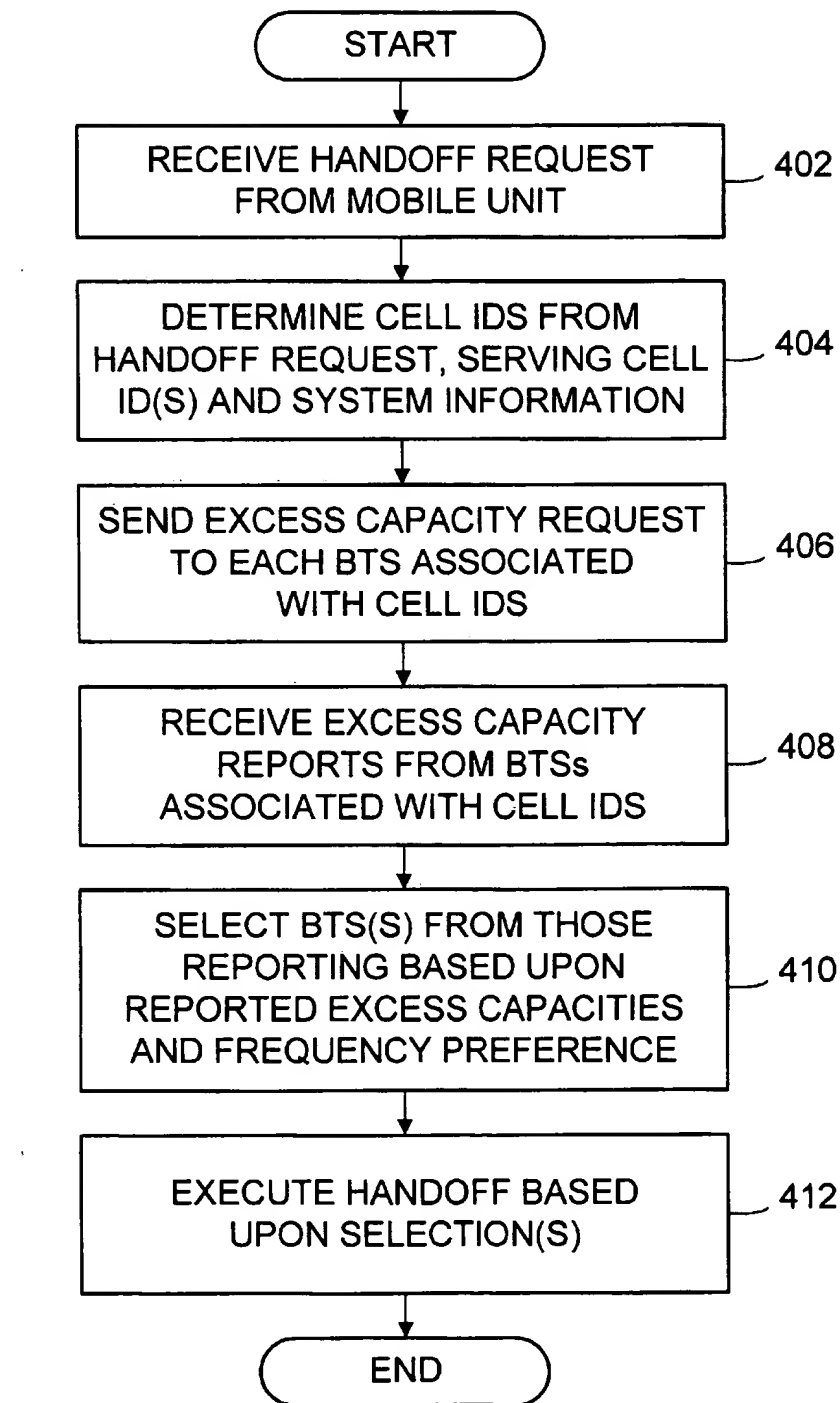 START
RECEIVE HANDOFF REQUEST
FROM MOBILE UNIT
402
DETERMINE CELL IDS FROM
HANDOFF REQUEST, SERVING CELL
ID(S) AND SYSTEM INFORMATION
404
SEND EXCESS CAPACITY REQUEST
TO EACH BTS ASSOCIATED
WITH CELL IDS
406
RECEIVE EXCESS CAPACITY
REPORTS FROM BTSs
ASSOCIATED WITH CELL IDS
408
SELECT BTS(S) FROM THOSE
REPORTING BASED UPON
REPORTED EXCESS CAPACITIES
AND FREQUENCY PREFERENCE
410
EXECUTE HANDOFF BASED
UPON SELECTION(S)
412
END